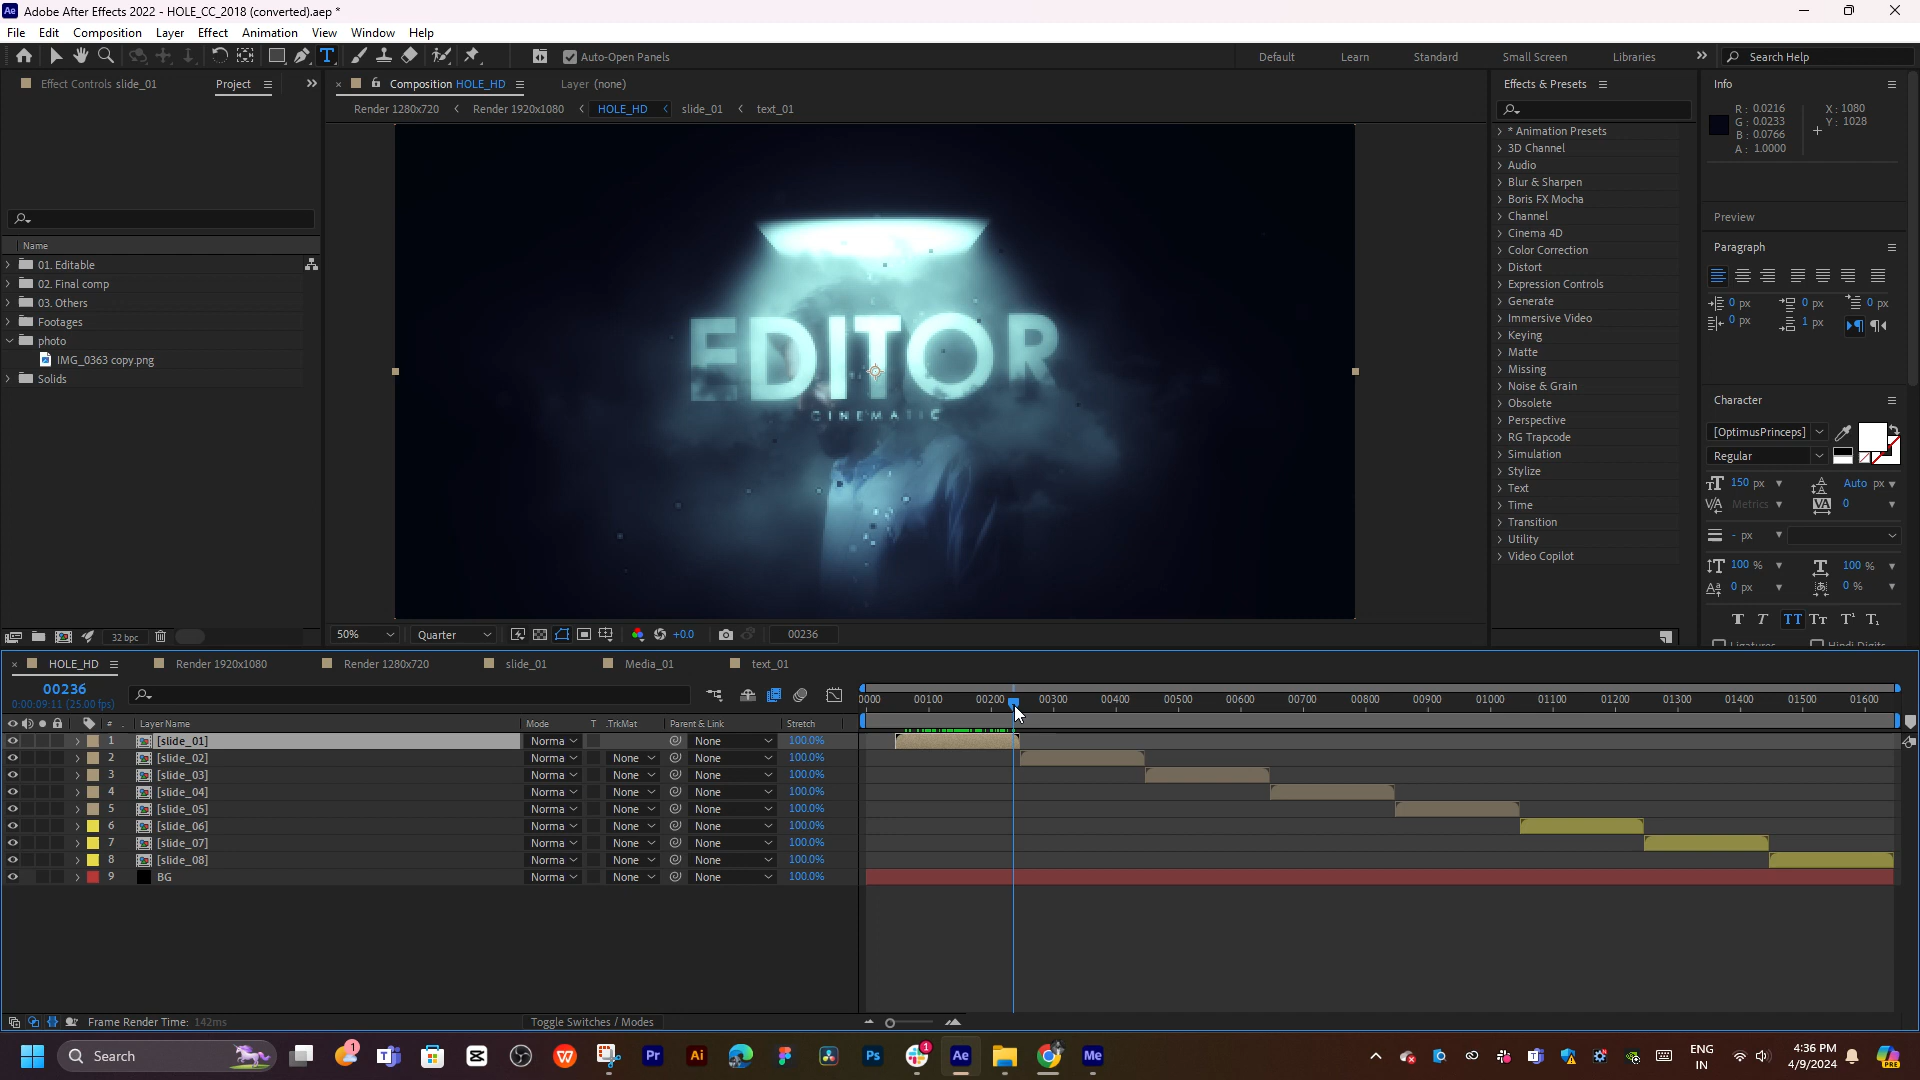 Adobe After Effects 2022 - HOLE_CC_2018 (converted).aep *
File Edit Composition Layer Effect Animation View Window Help
Auto-Open Panels Default Learn Standard Small Screen Libraries Search Help
Effect Controls slide_01 Project Composition HOLE_HD Layer (none) Effects & Presets Info
Render 1280x720 Render 1920x1080 HOLE_HD slide_01 text_01
R: 0.0216 X: 1080
G: 0.0233 Y: 1028
B: 0.0766
A: 1.0000
Name
01. Editable
02. Final comp
03. Others
Footages
photo
IMG_0363 copy.png
Solids
32 bpc
EDITOR
CINEMATIC
50% Quarter +0.0 00236
* Animation Presets
3D Channel
Audio
Blur & Sharpen
Boris FX Mocha
Channel
Cinema 4D
Color Correction
Distort
Expression Controls
Generate
Immersive Video
Keying
Matte
Missing
Noise & Grain
Obsolete
Perspective
RG Trapcode
Simulation
Stylize
Text
Time
Transition
Utility
Video Copilot
Preview
Paragraph
0 px 0 px 0 px
0 px 1 px
Character
[OptimusPrinceps]
Regular
150 px Auto px
Metrics 0
- px
100 % 100 %
0 px 0 %
HOLE_HD Render 1920x1080 Render 1280x720 slide_01 Media_01 text_01
00236
0:00:09:11 (25.00 fps)
0000 00100 00200 00300 00400 00500 00600 00700 00800 00900 01000 01100 01200 01300 01400 01500 01600
# Layer Name Mode T .TrkMat Parent & Link Stretch
1 [slide_01] Norma None 100.0%
2 [slide_02] Norma None None 100.0%
3 [slide_03] Norma None None 100.0%
4 [slide_04] Norma None None 100.0%
5 [slide_05] Norma None None 100.0%
6 [slide_06] Norma None None 100.0%
7 [slide_07] Norma None None 100.0%
8 [slide_08] Norma None None 100.0%
9 BG Norma None None 100.0%
Frame Render Time: 142ms Toggle Switches / Modes
Search ENG 4:36 PM
IN 4/9/2024